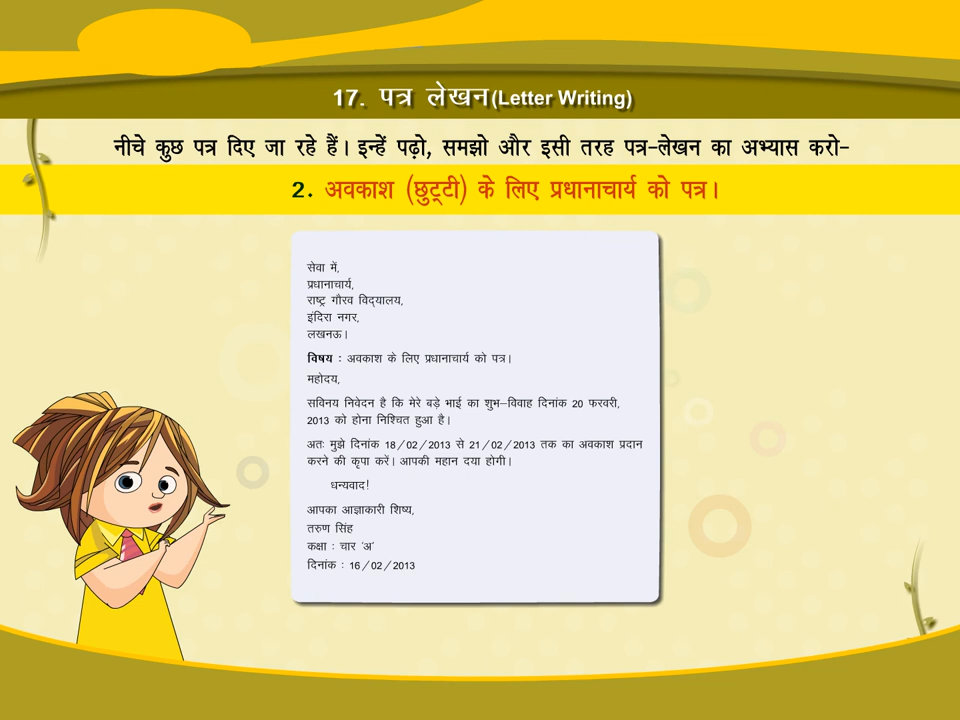 17. पत्र लेखन(Letter Writing)
नीचे कुछ पत्र दिए जा रहे हैं। इन्हें पढ़ो, समझो और इसी तरह पत्र-लेखन का अभ्यास करो-
2. अवकाश (छुट्टी) के लिए प्रधानाचार्य को पत्र।
सेवा में,
प्रधानाचार्य,
राष्ट्र गौरव विद्यालय,
इंदिरा नगर,
लखनऊ।
विषय : अवकाश के लिए प्रधानाचार्य को पत्र।
महोदय,
सविनय निवेदन है कि मेरे बड़े भाई का शुभ-विवाह दिनांक 20 फरवरी,
2013 को होना निश्चित हुआ है।
अतः मुझे दिनांक 18/02/2013 से 21/02/2013 तक का अवकाश प्रदान
करने की कृपा करें। आपकी महान दया होगी।
धन्यवाद!
आपका आज्ञाकारी शिष्य,
तरुण सिंह
कक्षा : चार 'अ'
दिनांक : 16/02/2013